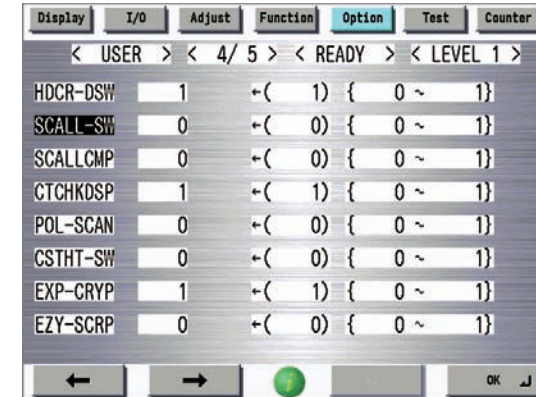 Display I/O Adjust Function Option Test Counter
< USER > < 4/ 5 > < READY > < LEVEL 1 >
HDCR-DSW 1 ←( 1) { 0 ~ 1}
SCALL-SW 0 ←( 0) { 0 ~ 1}
SCALLCMP 0 ←( 0) { 0 ~ 1}
CTCHKDSP 1 ←( 1) { 0 ~ 1}
POL-SCAN 0 ←( 0) { 0 ~ 1}
CSTHT-SW 0 ←( 0) { 0 ~ 1}
EXP-CRYP 1 ←( 1) { 0 ~ 1}
EZY-SCRP 0 ←( 0) { 0 ~ 1}
← → i +/- OK ⏎